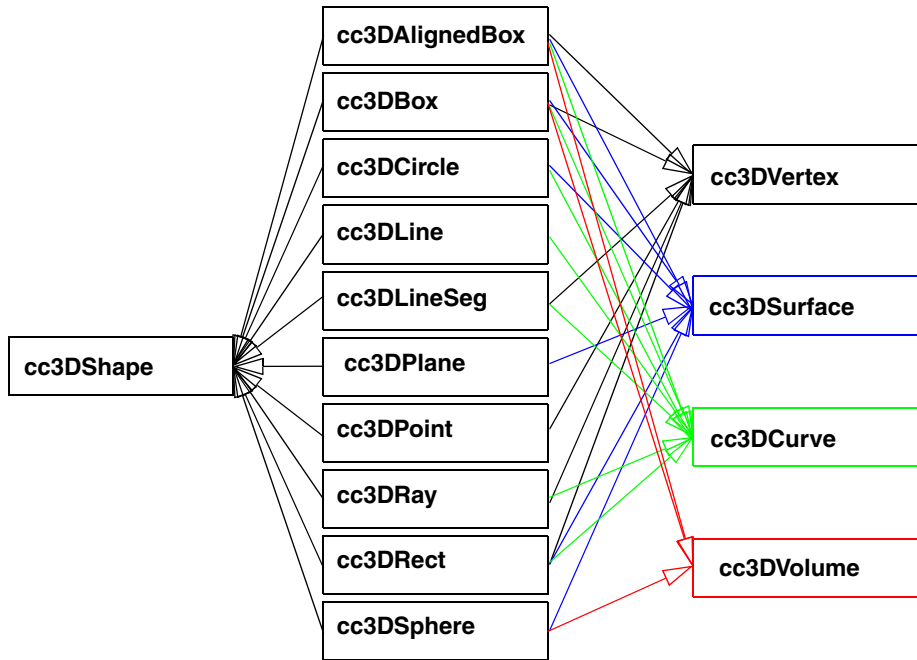 cc3DAlignedBox
cc3DBox
cc3DCircle
cc3DLine
cc3DLineSeg
cc3DPlane
cc3DPoint
cc3DRay
cc3DRect
cc3DSphere
cc3DShape
cc3DVertex
cc3DSurface
cc3DCurve
cc3DVolume